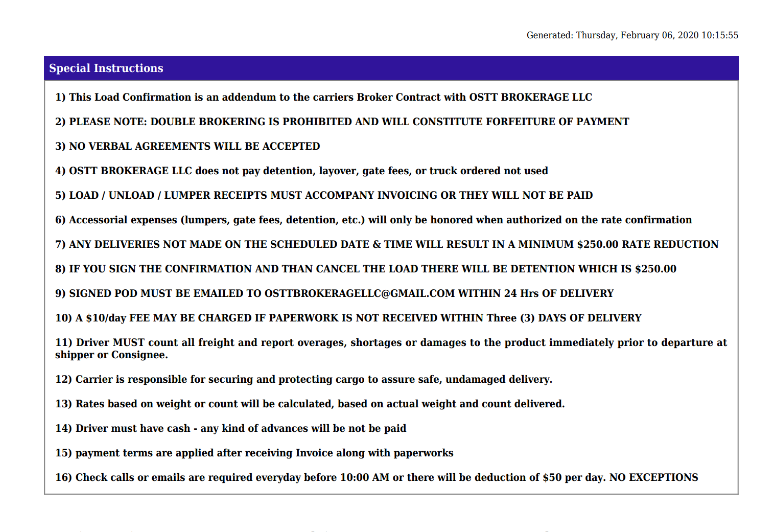 Generated: Thursday, February 06, 2020 10:15:55
Special Instructions
1) This Load Confirmation is an addendum to the carriers Broker Contract with OSTT BROKERAGE LLC
2) PLEASE NOTE: DOUBLE BROKERING IS PROHIBITED AND WILL CONSTITUTE FORFEITURE OF PAYMENT
3) NO VERBAL AGREEMENTS WILL BE ACCEPTED
4) OSTT BROKERAGE LLC does not pay detention, layover, gate fees, or truck ordered not used
5) LOAD / UNLOAD / LUMPER RECEIPTS MUST ACCOMPANY INVOICING OR THEY WILL NOT BE PAID
6) Accessorial expenses (lumpers, gate fees, detention, etc.) will only be honored when authorized on the rate confirmation
7) ANY DELIVERIES NOT MADE ON THE SCHEDULED DATE & TIME WILL RESULT IN A MINIMUM $250.00 RATE REDUCTION
8) IF YOU SIGN THE CONFIRMATION AND THAN CANCEL THE LOAD THERE WILL BE DETENTION WHICH IS $250.00
9) SIGNED POD MUST BE EMAILED TO OSTTBROKERAGELLC@GMAIL.COM WITHIN 24 Hrs OF DELIVERY
10) A $10/day FEE MAY BE CHARGED IF PAPERWORK IS NOT RECEIVED WITHIN Three (3) DAYS OF DELIVERY
11) Driver MUST count all freight and report overages, shortages or damages to the product immediately prior to departure at
shipper or Consignee.
12) Carrier is responsible for securing and protecting cargo to assure safe, undamaged delivery.
13) Rates based on weight or count will be calculated, based on actual weight and count delivered.
14) Driver must have cash - any kind of advances will be not be paid
15) payment terms are applied after receiving Invoice along with paperworks
16) Check calls or emails are required everyday before 10:00 AM or there will be deduction of $50 per day. NO EXCEPTIONS